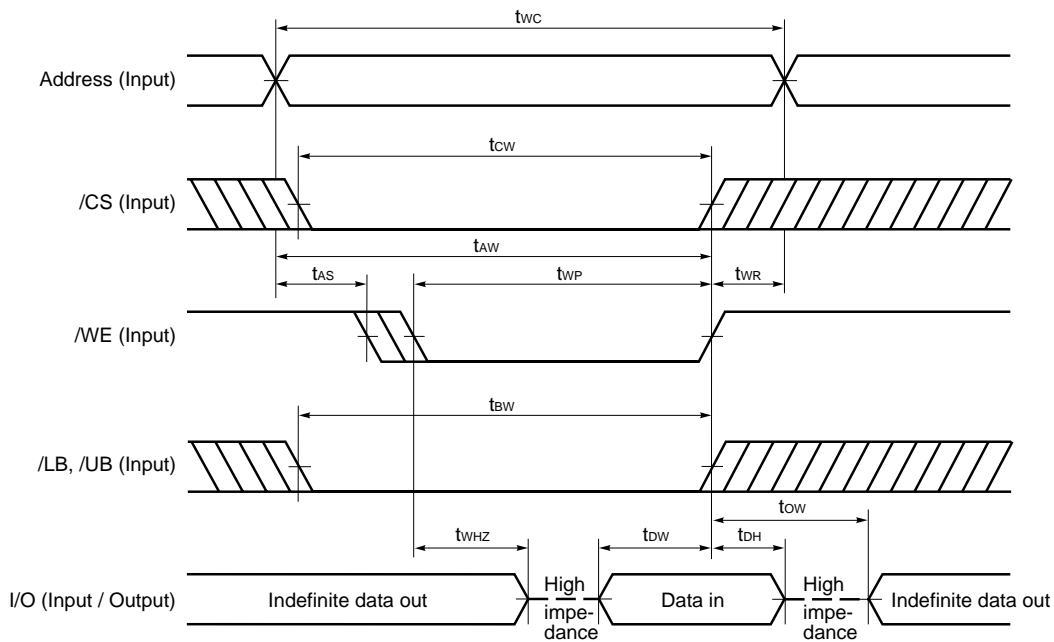 tWC
Address (Input)
tCW
/CS (Input)
tAW
tAS
tWP
tWR
/WE (Input)
tBW
/LB, /UB (Input)
tOW
tWHZ
tDW
tDH
I/O (Input / Output)
Indefinite data out
High
impe-
dance
Data in
High
impe-
dance
Indefinite data out